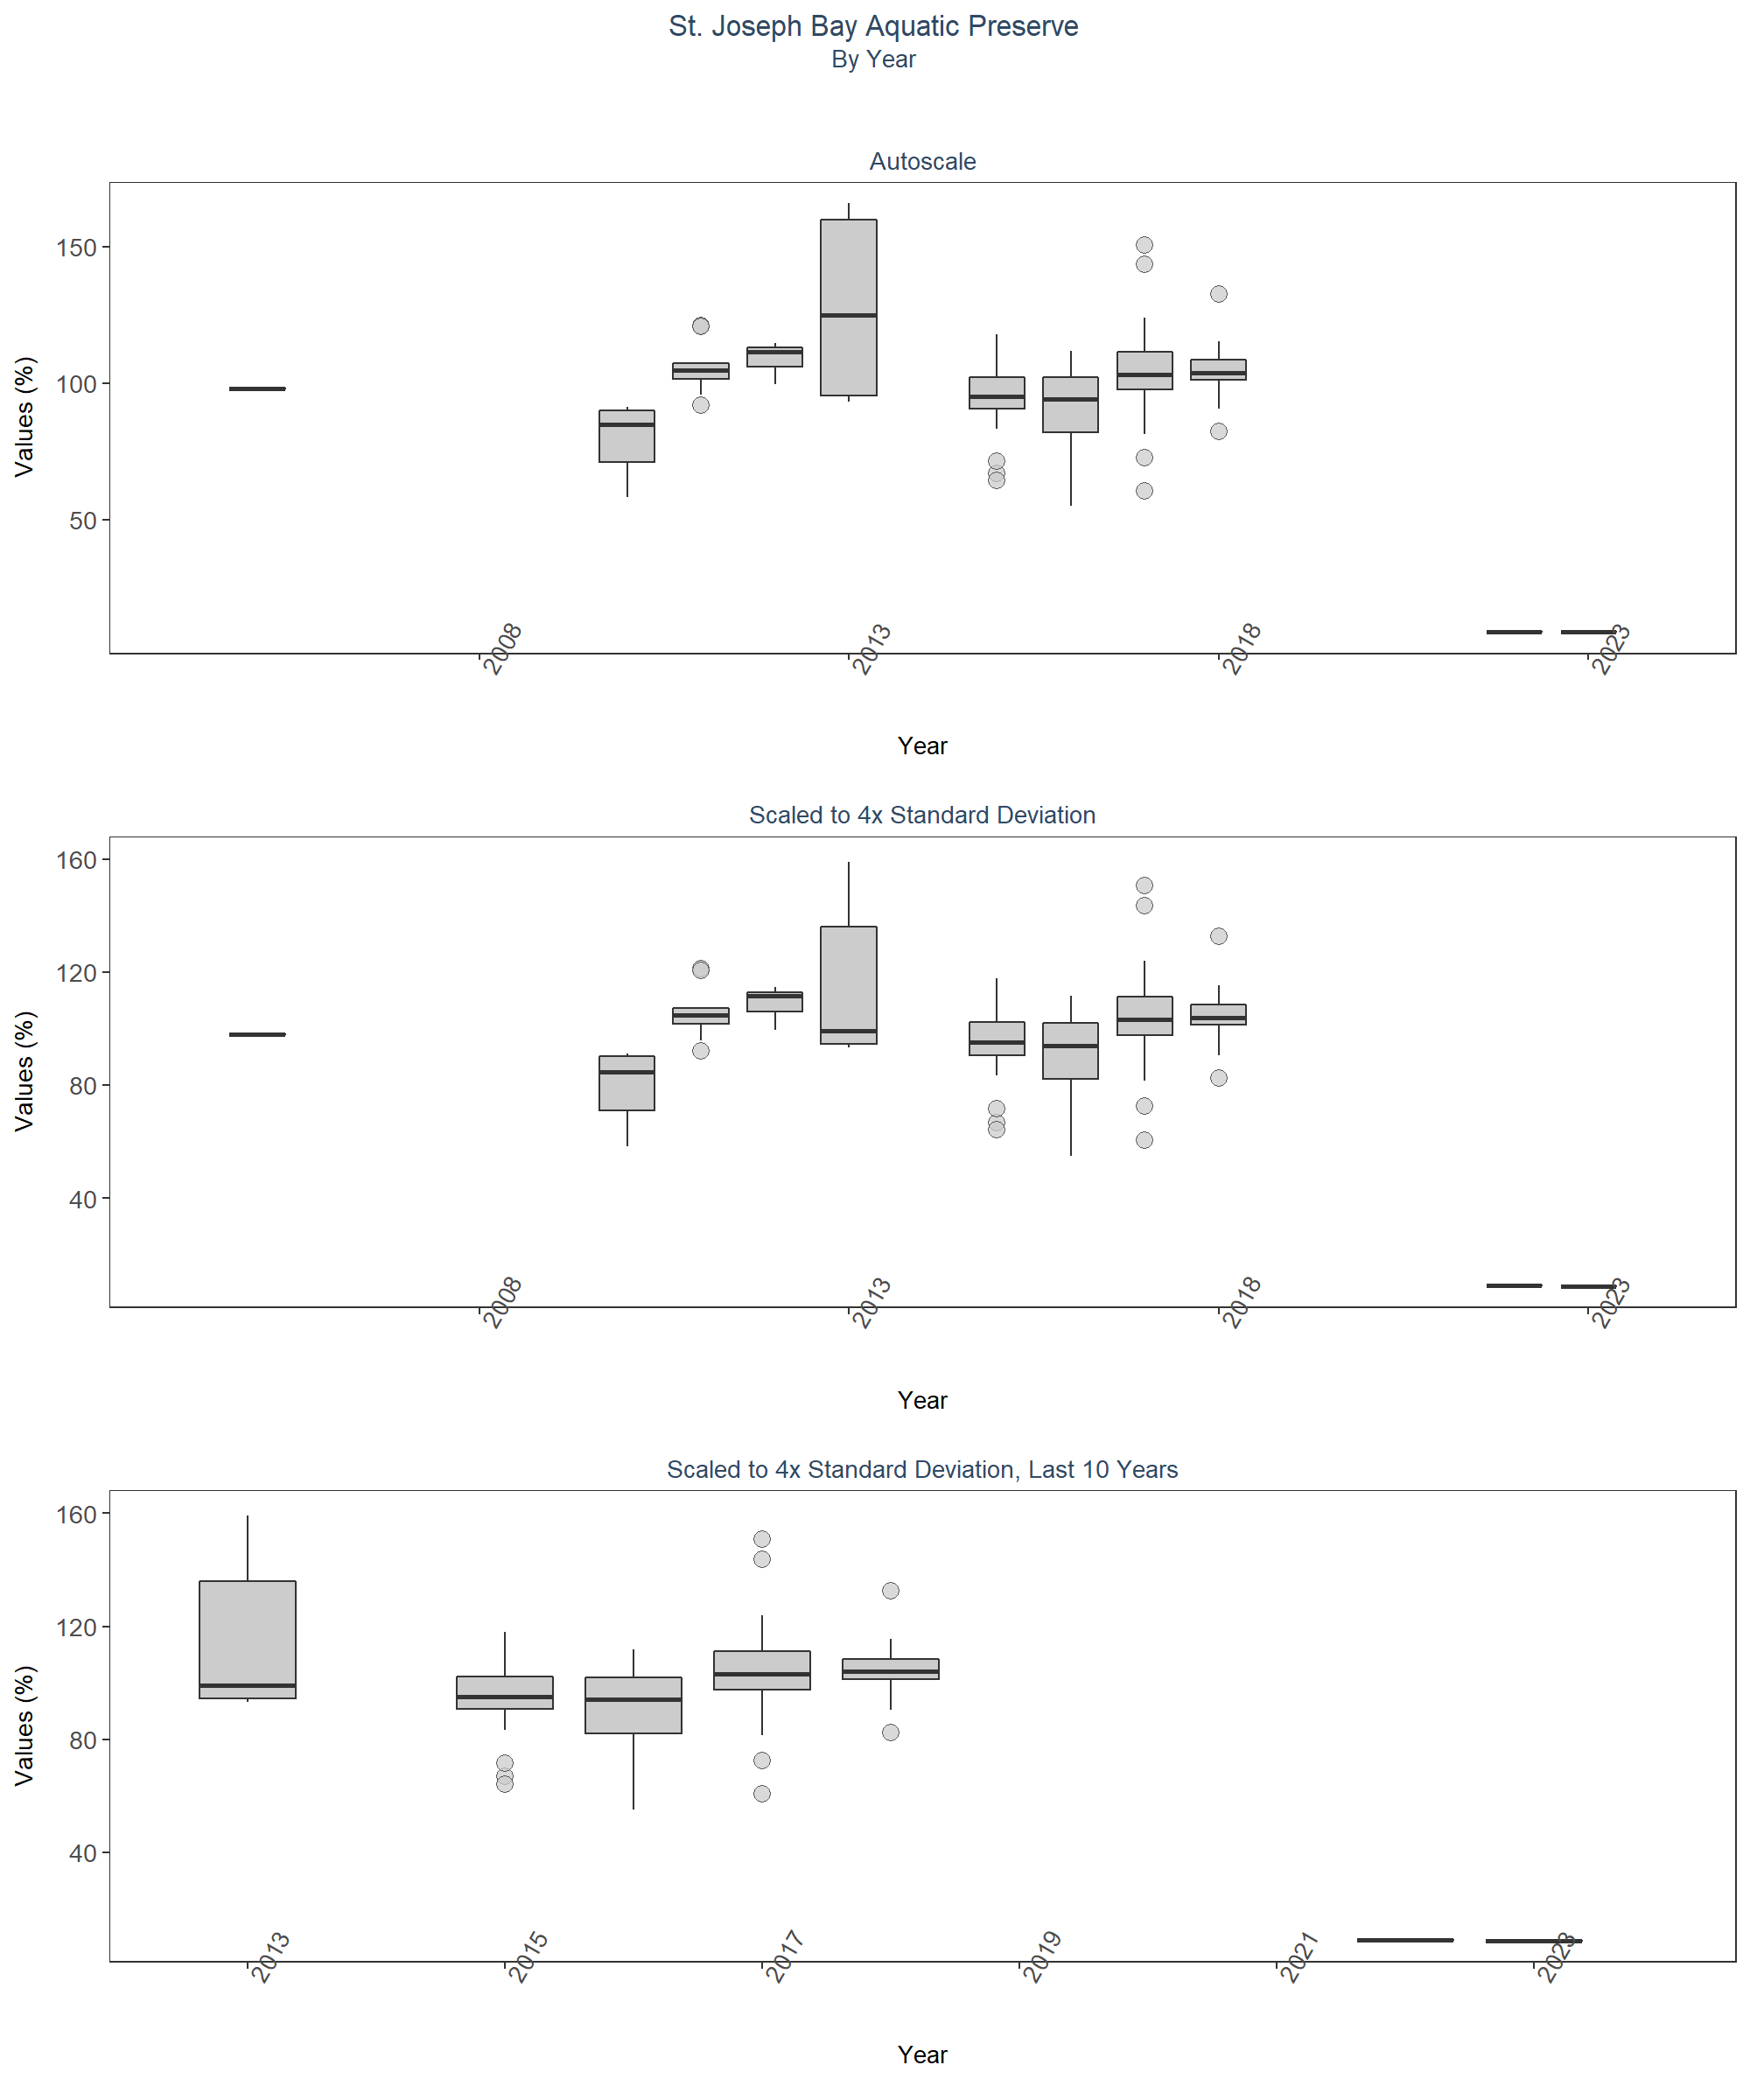 St. Joseph Bay Aquatic Preserve
By Year
Autoscale
Values (%)
150
100
50
2008
2013
2018
2023
Year
Scaled to 4x Standard Deviation
Values (%)
160
120
80
40
2008
2013
2018
2023
Year
Scaled to 4x Standard Deviation, Last 10 Years
Values (%)
160
120
80
40
2013
2015
2017
2019
2021
2023
Year